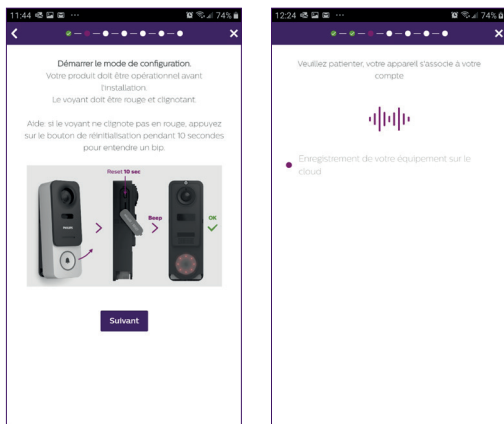 11:44 74%
Démarrer le mode de configuration.
Votre produit doit être opérationnel avant
l'installation.
Le voyant doit être rouge et clignotant.
Aide: si le voyant ne clignote pas en rouge, appuyez
sur le bouton de réinitialisation pendant 10 secondes
pour entendre un bip.
Reset 10 sec
PHILIPS
Beep
OK
Suivant
12:24 74%
Veuillez patienter, votre appareil s'associe à votre
compte
Enregistrement de votre équipement sur le
cloud